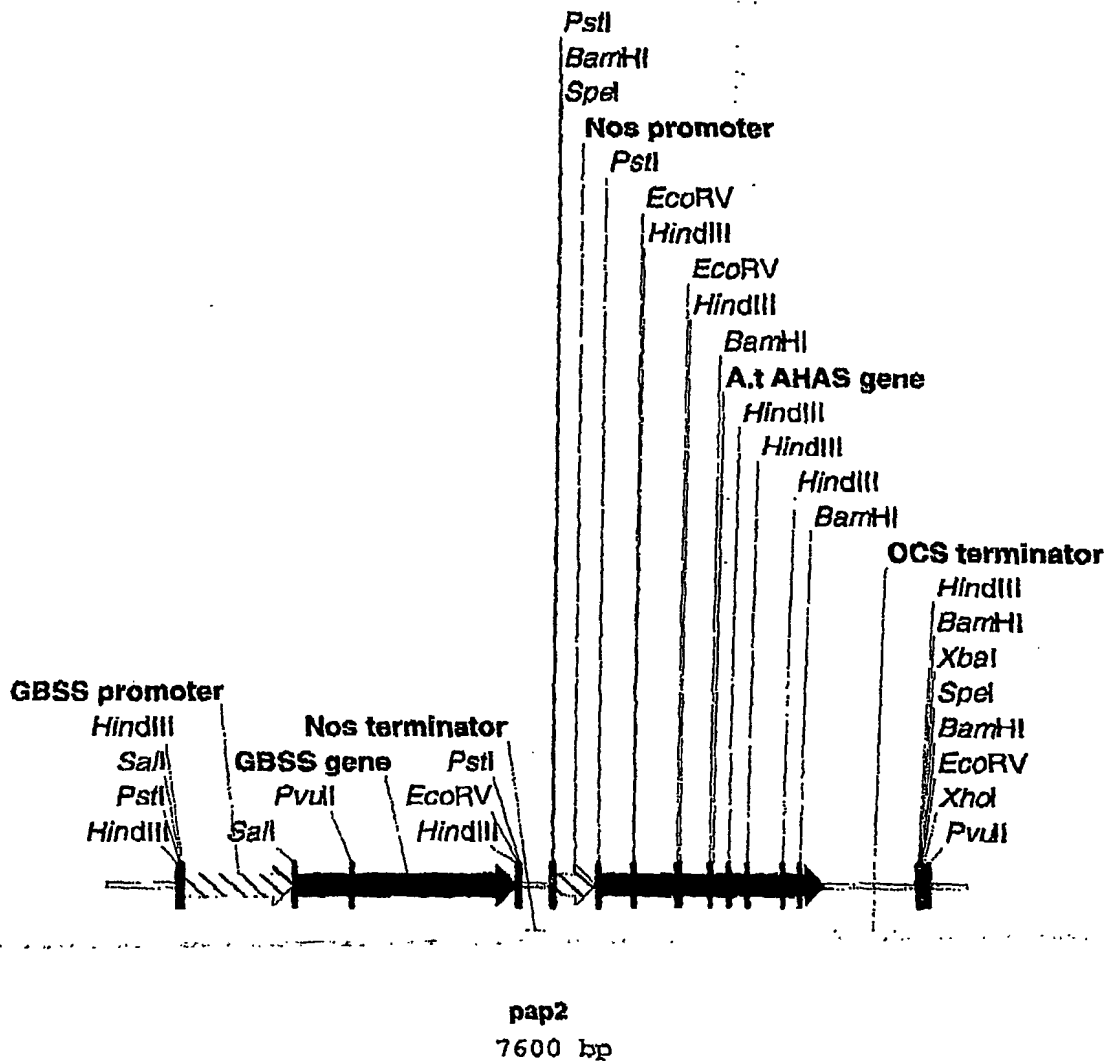 PstI
BamHI
SpeI
Nos promoter
PstI
EcoRV
HindIII
EcoRV
HindIII
BamHI
A.t AHAS gene
HindIII
HindIII
HindIII
BamHI
OCS terminator
HindIII
BamHI
XbaI
SpeI
BamHI
EcoRV
XhoI
PvuII
GBSS promoter
HindIII
SalI
PstI
HindIII
SalI
GBSS gene
PvuII
Nos terminator
PstI
EcoRV
HindIII
pap2
7600 bp